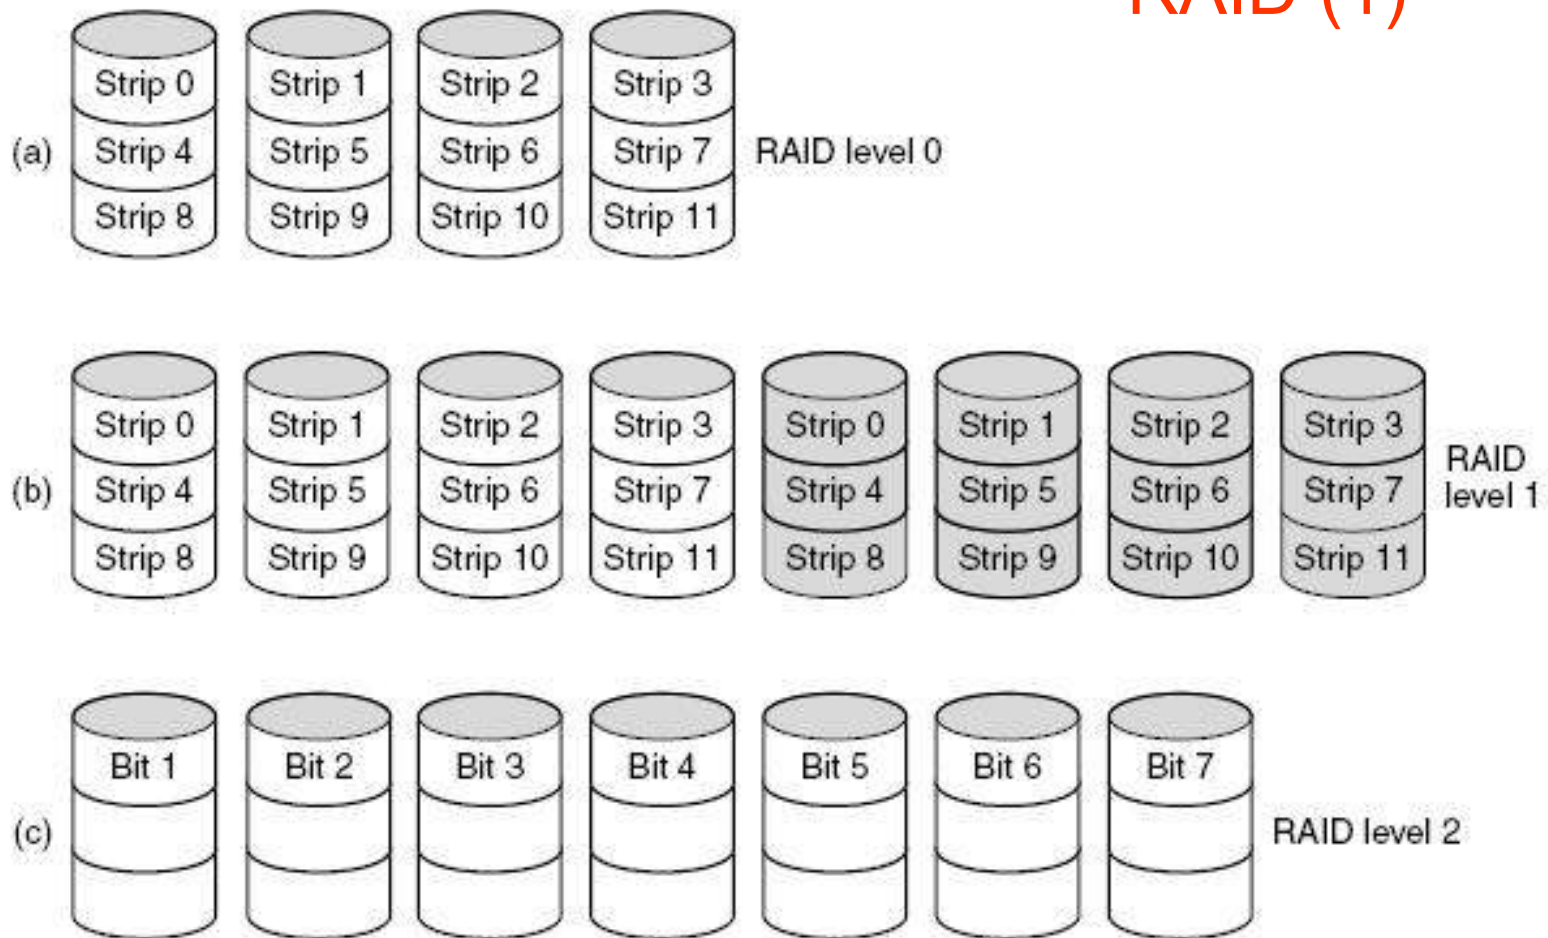 RAID (1)
Strip 0 Strip 1 Strip 2 Strip 3
(a) Strip 4 Strip 5 Strip 6 Strip 7 RAID level 0
Strip 8 Strip 9 Strip 10 Strip 11
Strip 0 Strip 1 Strip 2 Strip 3 Strip 0 Strip 1 Strip 2 Strip 3
RAID
(b) Strip 4 Strip 5 Strip 6 Strip 7 Strip 4 Strip 5 Strip 6 Strip 7
level 1
Strip 8 Strip 9 Strip 10 Strip 11 Strip 8 Strip 9 Strip 10 Strip 11
Bit 1 Bit 2 Bit 3 Bit 4 Bit 5 Bit 6 Bit 7
(c) RAID level 2